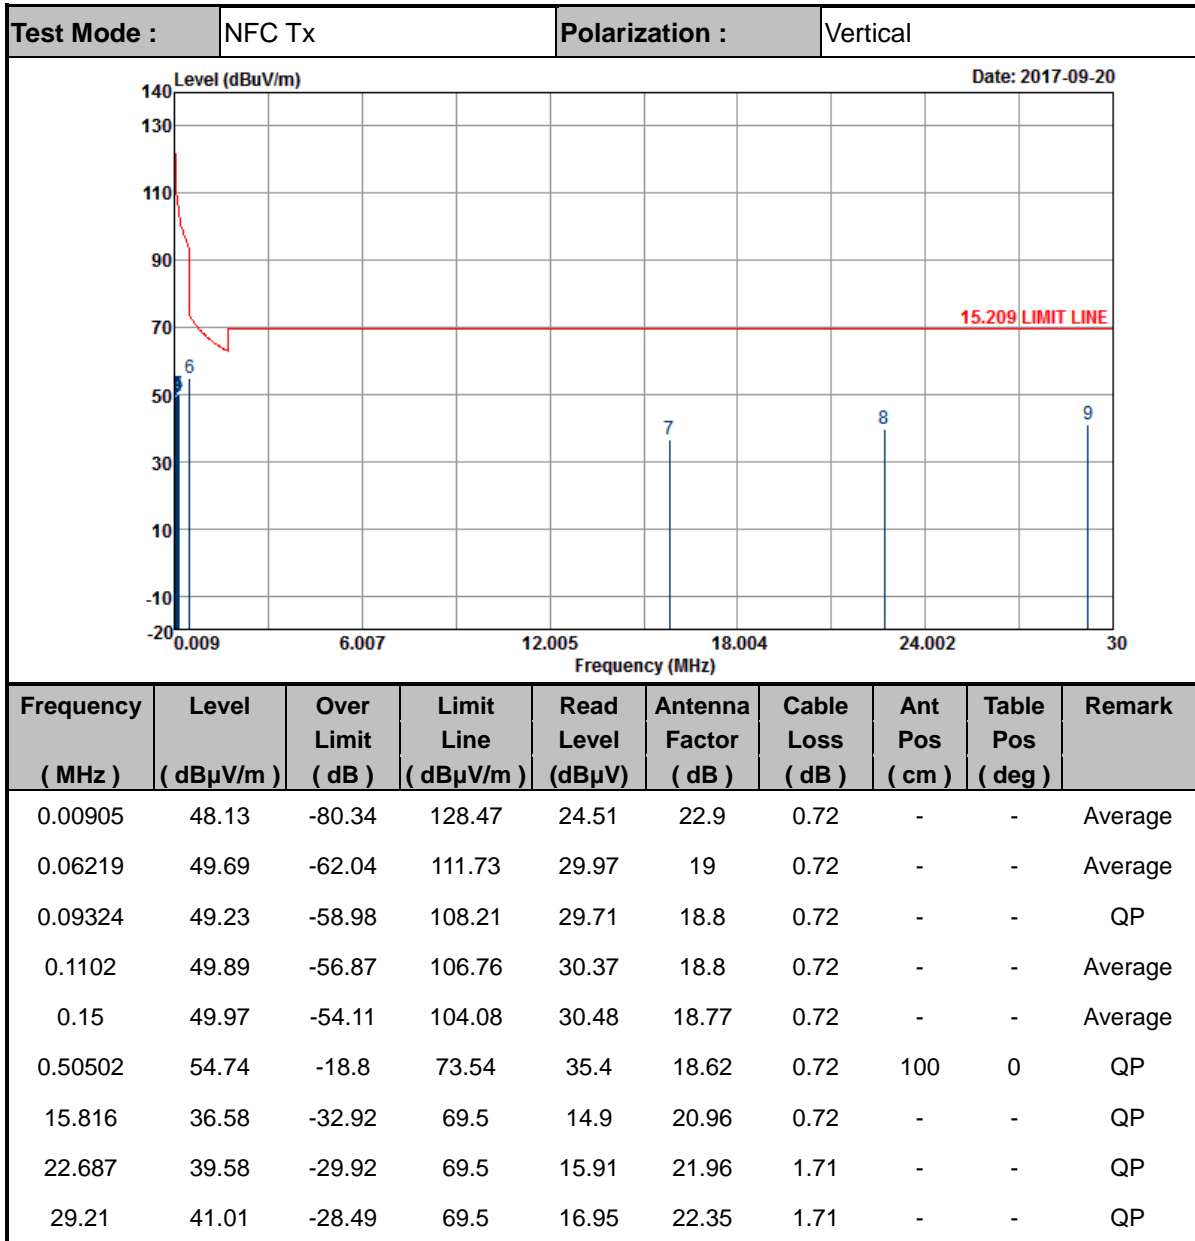 Test Mode : NFC Tx Polarization : Vertical
Level (dBuV/m) Date: 2017-09-20
140
130
110
90
70
50
30
10
-10
-20
15.209 LIMIT LINE
6
7
8
9
0.009 6.007 12.005 18.004 24.002 30
Frequency (MHz)
Frequency Level Over Limit Read Antenna Cable Ant Table Remark
Limit Line Level Factor Loss Pos Pos
( MHz ) ( dBµV/m ) ( dB ) ( dBµV/m ) (dBµV) ( dB ) ( dB ) ( cm ) ( deg )
0.00905 48.13 -80.34 128.47 24.51 22.9 0.72 - - Average
0.06219 49.69 -62.04 111.73 29.97 19 0.72 - - Average
0.09324 49.23 -58.98 108.21 29.71 18.8 0.72 - - QP
0.1102 49.89 -56.87 106.76 30.37 18.8 0.72 - - Average
0.15 49.97 -54.11 104.08 30.48 18.77 0.72 - - Average
0.50502 54.74 -18.8 73.54 35.4 18.62 0.72 100 0 QP
15.816 36.58 -32.92 69.5 14.9 20.96 0.72 - - QP
22.687 39.58 -29.92 69.5 15.91 21.96 1.71 - - QP
29.21 41.01 -28.49 69.5 16.95 22.35 1.71 - - QP